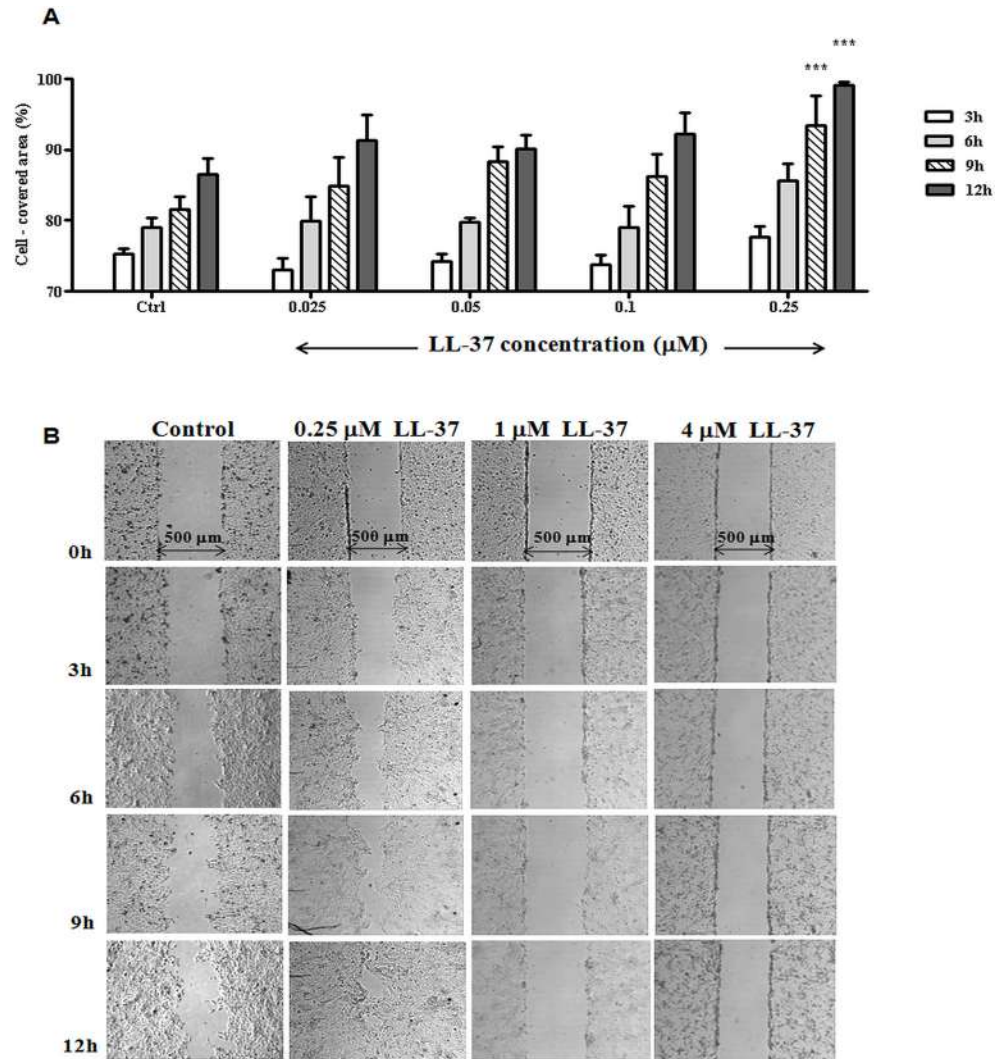 A
*** ***
Cell - covered area (%)
100
90
80
70
Ctrl 0.025 0.05 0.1 0.25
LL-37 concentration (μM)
3h
6h
9h
12h
B
Control 0.25 μM LL-37 1 μM LL-37 4 μM LL-37
500 μm 500 μm 500 μm 500 μm
0h
3h
6h
9h
12h